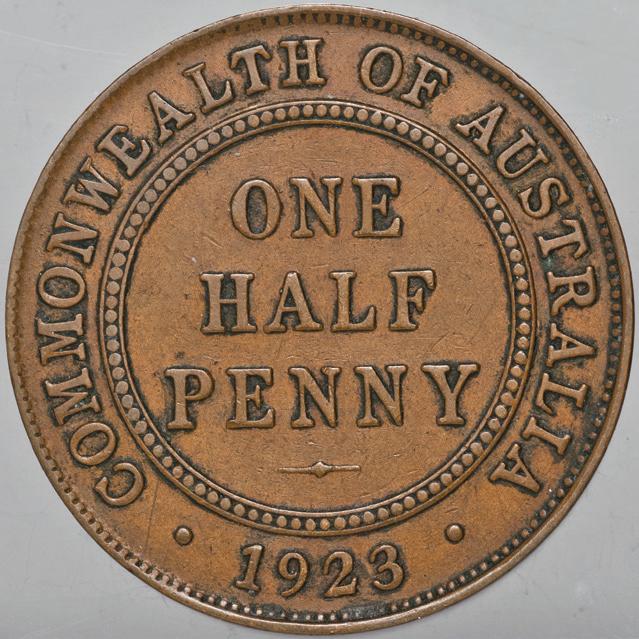 COMMONWEALTH OF AUSTRALIA
ONE
HALF
PENNY
1923